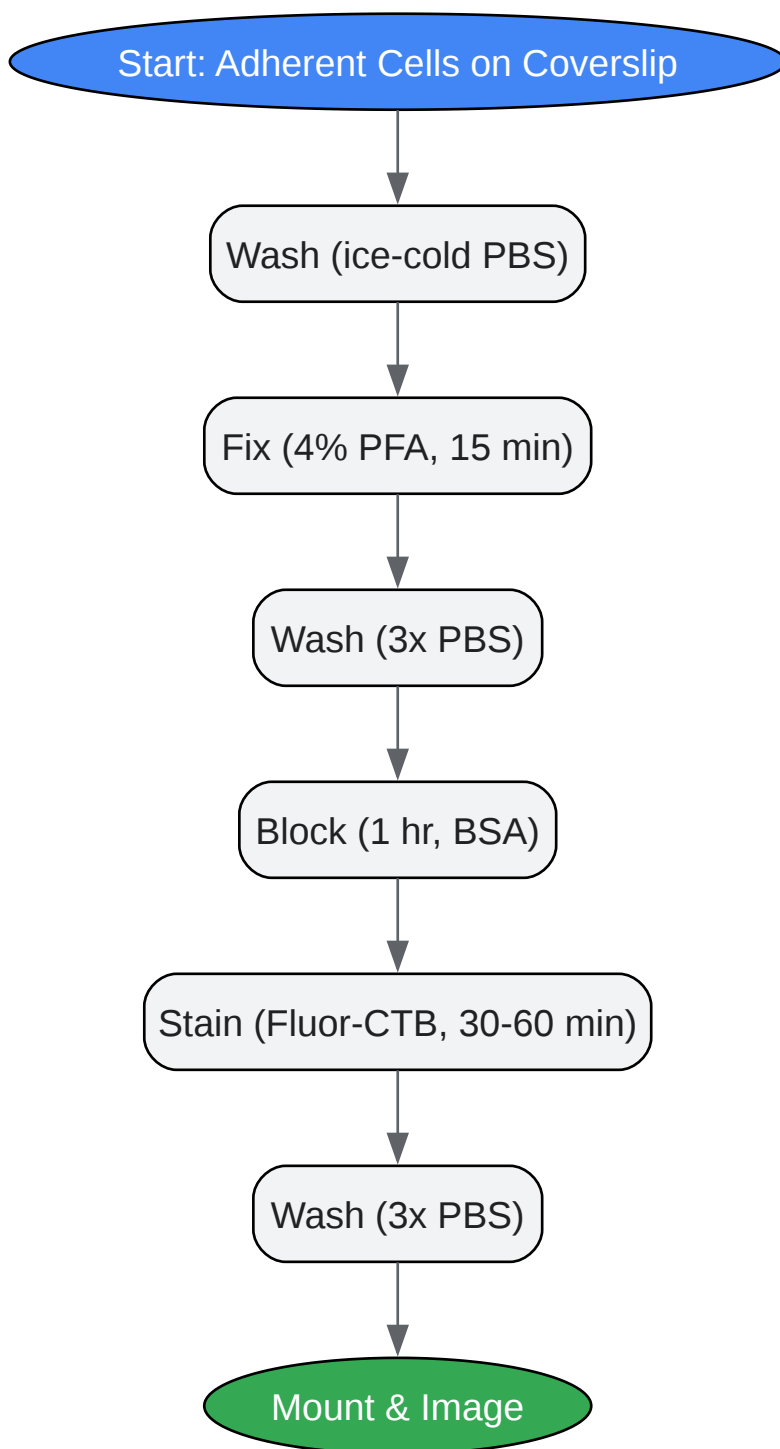 Start: Adherent Cells on Coverslip
Wash (ice-cold PBS)
Fix (4% PFA, 15 min)
Wash (3x PBS)
Block (1 hr, BSA)
Stain (Fluor-CTB, 30-60 min)
Wash (3x PBS)
Mount & Image